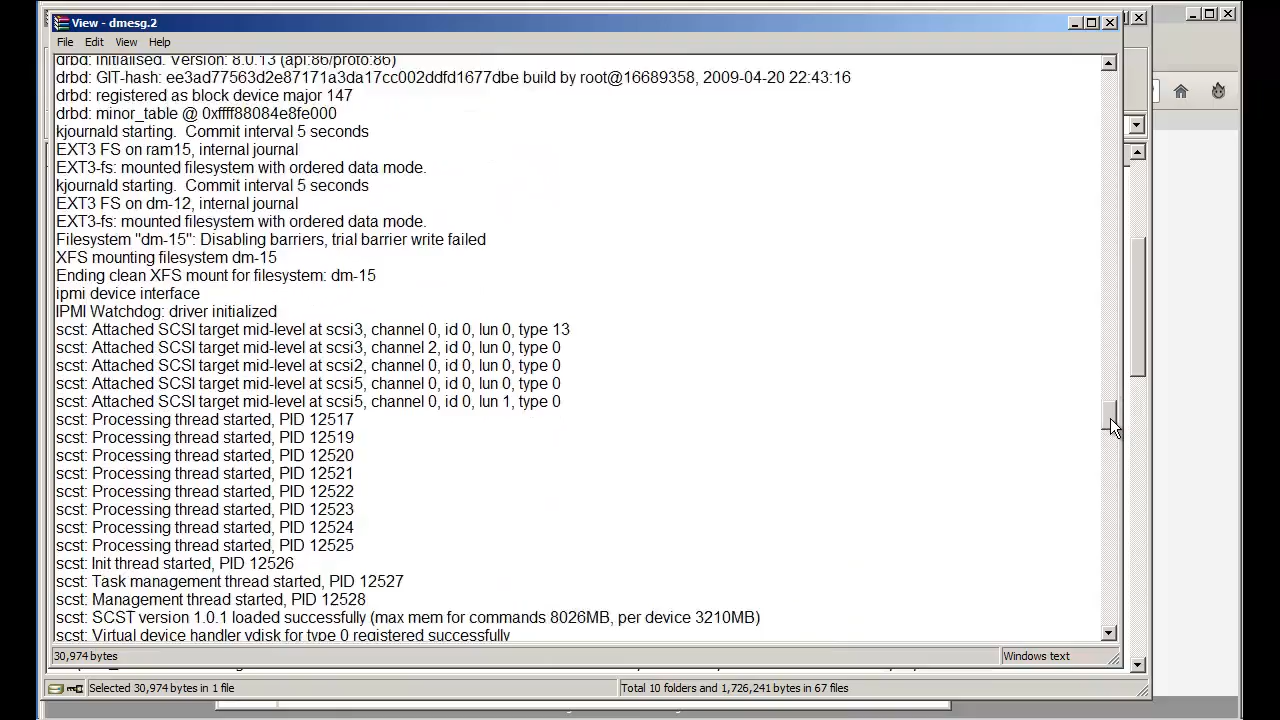 View - dmesg.2
File Edit View Help
drbd: initialised. Version: 8.0.13 (api:86/proto:86)
drbd: GIT-hash: ee3ad77563d2e87171a3da17cc002ddfd1677dbe build by root@16689358, 2009-04-20 22:43:16
drbd: registered as block device major 147
drbd: minor_table @ 0xffff88084e8fe000
kjournald starting.  Commit interval 5 seconds
EXT3 FS on ram15, internal journal
EXT3-fs: mounted filesystem with ordered data mode.
kjournald starting.  Commit interval 5 seconds
EXT3 FS on dm-12, internal journal
EXT3-fs: mounted filesystem with ordered data mode.
Filesystem "dm-15": Disabling barriers, trial barrier write failed
XFS mounting filesystem dm-15
Ending clean XFS mount for filesystem: dm-15
ipmi device interface
IPMI Watchdog: driver initialized
scst: Attached SCSI target mid-level at scsi3, channel 0, id 0, lun 0, type 13
scst: Attached SCSI target mid-level at scsi3, channel 2, id 0, lun 0, type 0
scst: Attached SCSI target mid-level at scsi2, channel 0, id 0, lun 0, type 0
scst: Attached SCSI target mid-level at scsi5, channel 0, id 0, lun 0, type 0
scst: Attached SCSI target mid-level at scsi5, channel 0, id 0, lun 1, type 0
scst: Processing thread started, PID 12517
scst: Processing thread started, PID 12519
scst: Processing thread started, PID 12520
scst: Processing thread started, PID 12521
scst: Processing thread started, PID 12522
scst: Processing thread started, PID 12523
scst: Processing thread started, PID 12524
scst: Processing thread started, PID 12525
scst: Init thread started, PID 12526
scst: Task management thread started, PID 12527
scst: Management thread started, PID 12528
scst: SCST version 1.0.1 loaded successfully (max mem for commands 8026MB, per device 3210MB)
scst: Virtual device handler vdisk for type 0 registered successfully
30,974 bytes
Windows text
Selected 30,974 bytes in 1 file
Total 10 folders and 1,726,241 bytes in 67 files